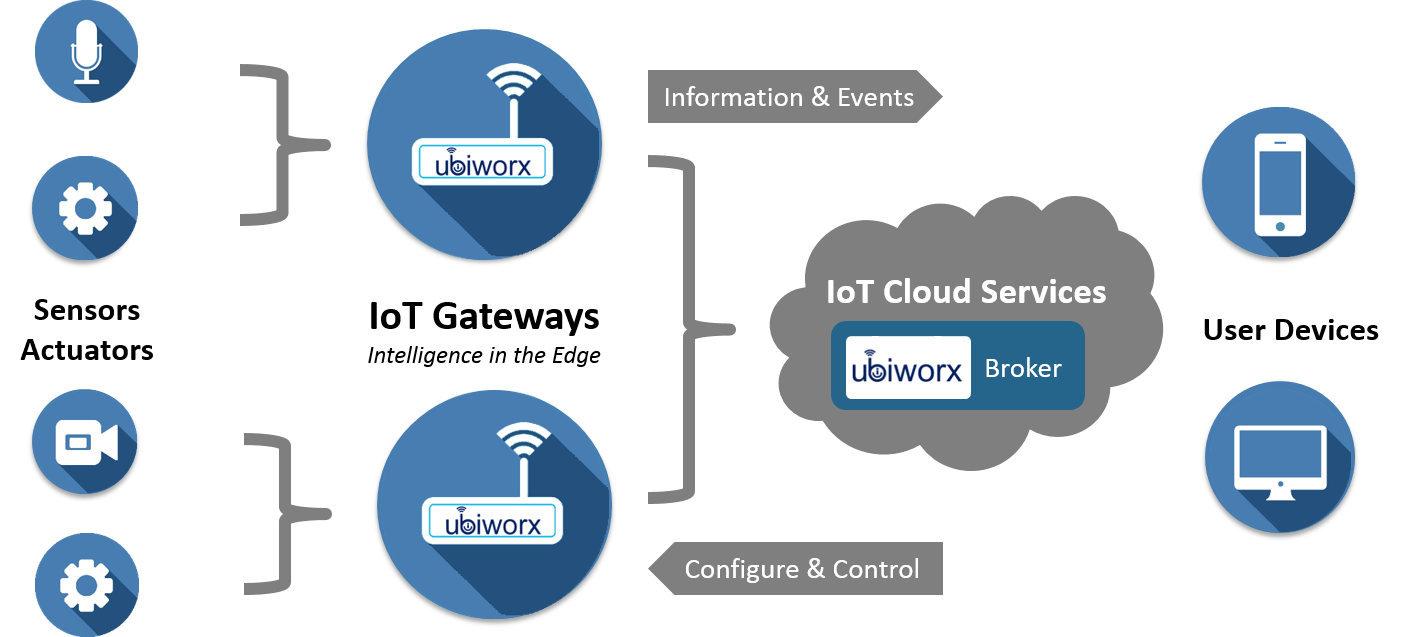 ubiworx
Information & Events
Sensors
Actuators
IoT Gateways
Intelligence in the Edge
IoT Cloud Services
ubiworx Broker
User Devices
ubiworx
Configure & Control